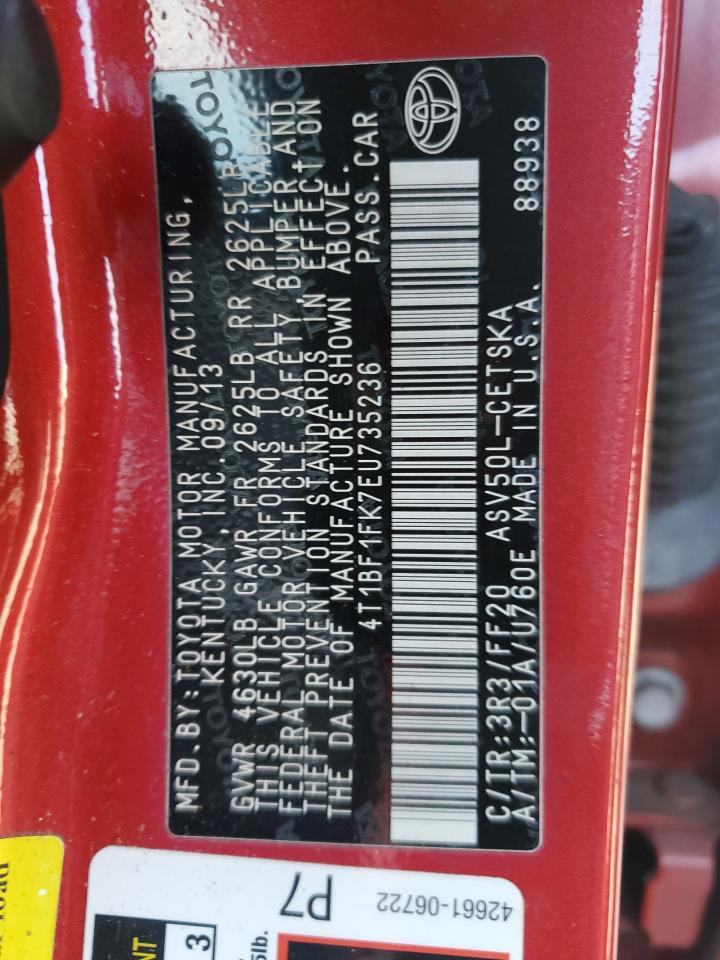 MFD.BY:TOYOTA MOTOR MANUFACTURING,
KENTUCKY, INC. 09/13
GVWR 4630LB GAWR FR 2625LB RR 2625LB
THIS VEHICLE CONFORMS TO ALL APPLICABLE
FEDERAL MOTOR VEHICLE SAFETY, BUMPER AND
THEFT PREVENTION STANDARDS IN EFFECT ON
THE DATE OF MANUFACTURE SHOWN ABOVE.
4T1BF1FK7EU735236 PASS.CAR
C/TR:3R3/FF20 ASV50L-CETSKA
A/TM:-01A/U760E MADE IN U.S.A. 88938
P7
42661-06722
3